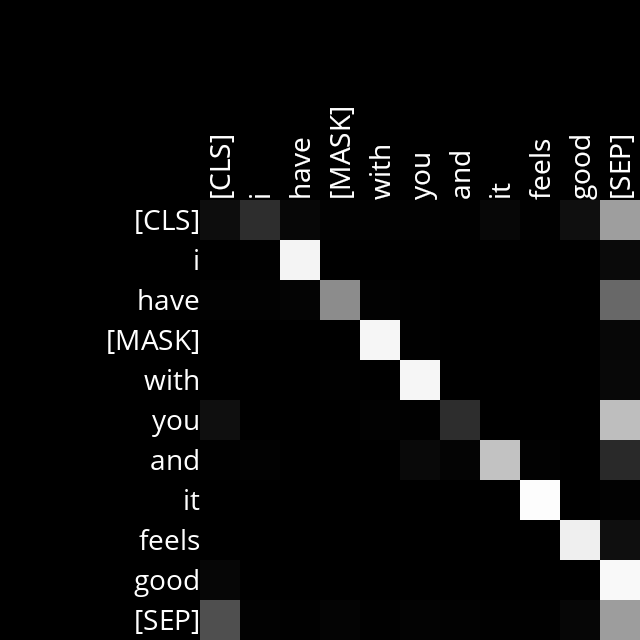 [CLS] i have [MASK] with you and it feels good [SEP]
[CLS]
i
have
[MASK]
with
you
and
it
feels
good
[SEP]